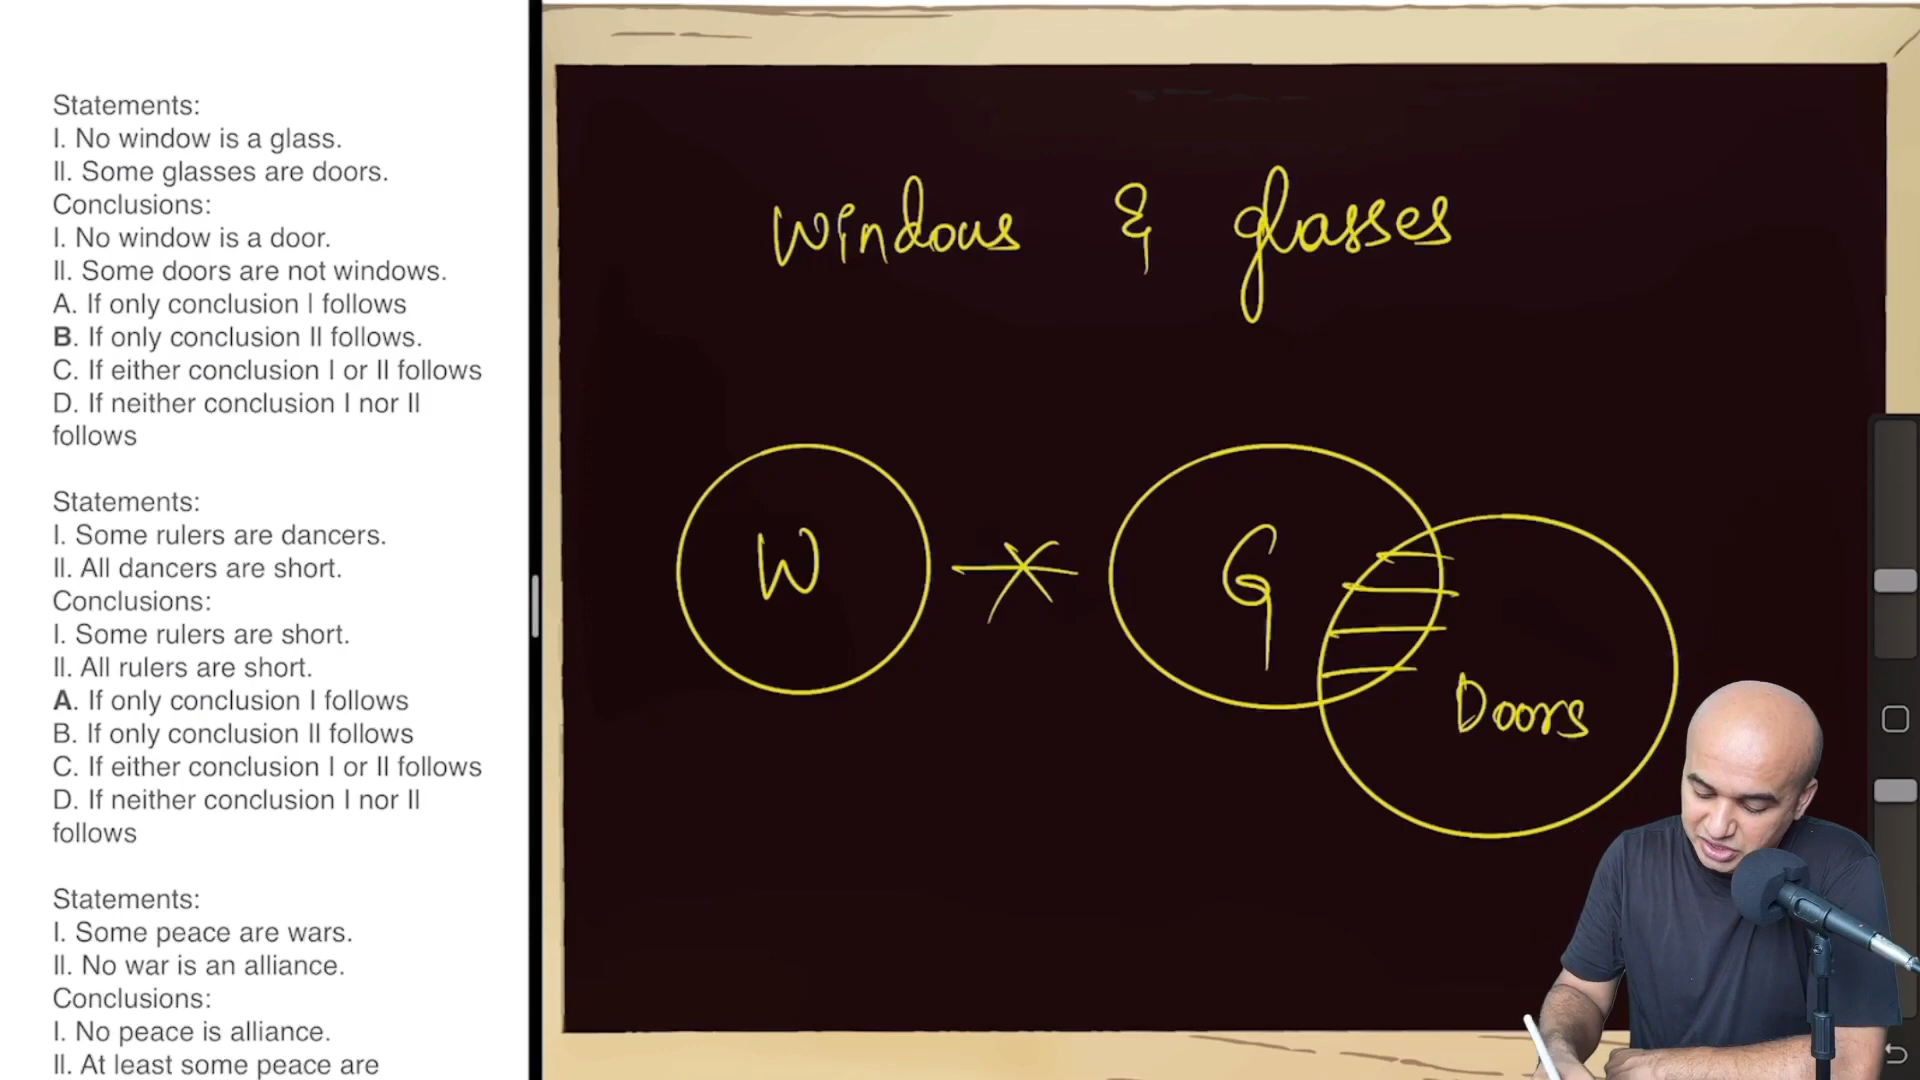 Statements:
I. No window is a glass.
II. Some glasses are doors.
Conclusions:
I. No window is a door.
II. Some doors are not windows.
A. If only conclusion I follows
B. If only conclusion II follows.
C. If either conclusion I or II follows
D. If neither conclusion I nor II
follows
Statements:
I. Some rulers are dancers.
II. All dancers are short.
Conclusions:
I. Some rulers are short.
II. All rulers are short.
A. If only conclusion I follows
B. If only conclusion II follows
C. If either conclusion I or II follows
D. If neither conclusion I nor II
follows
Statements:
I. Some peace are wars.
II. No war is an alliance.
Conclusions:
I. No peace is alliance.
II. At least some peace are
Windows & glasses
W
G
Doors